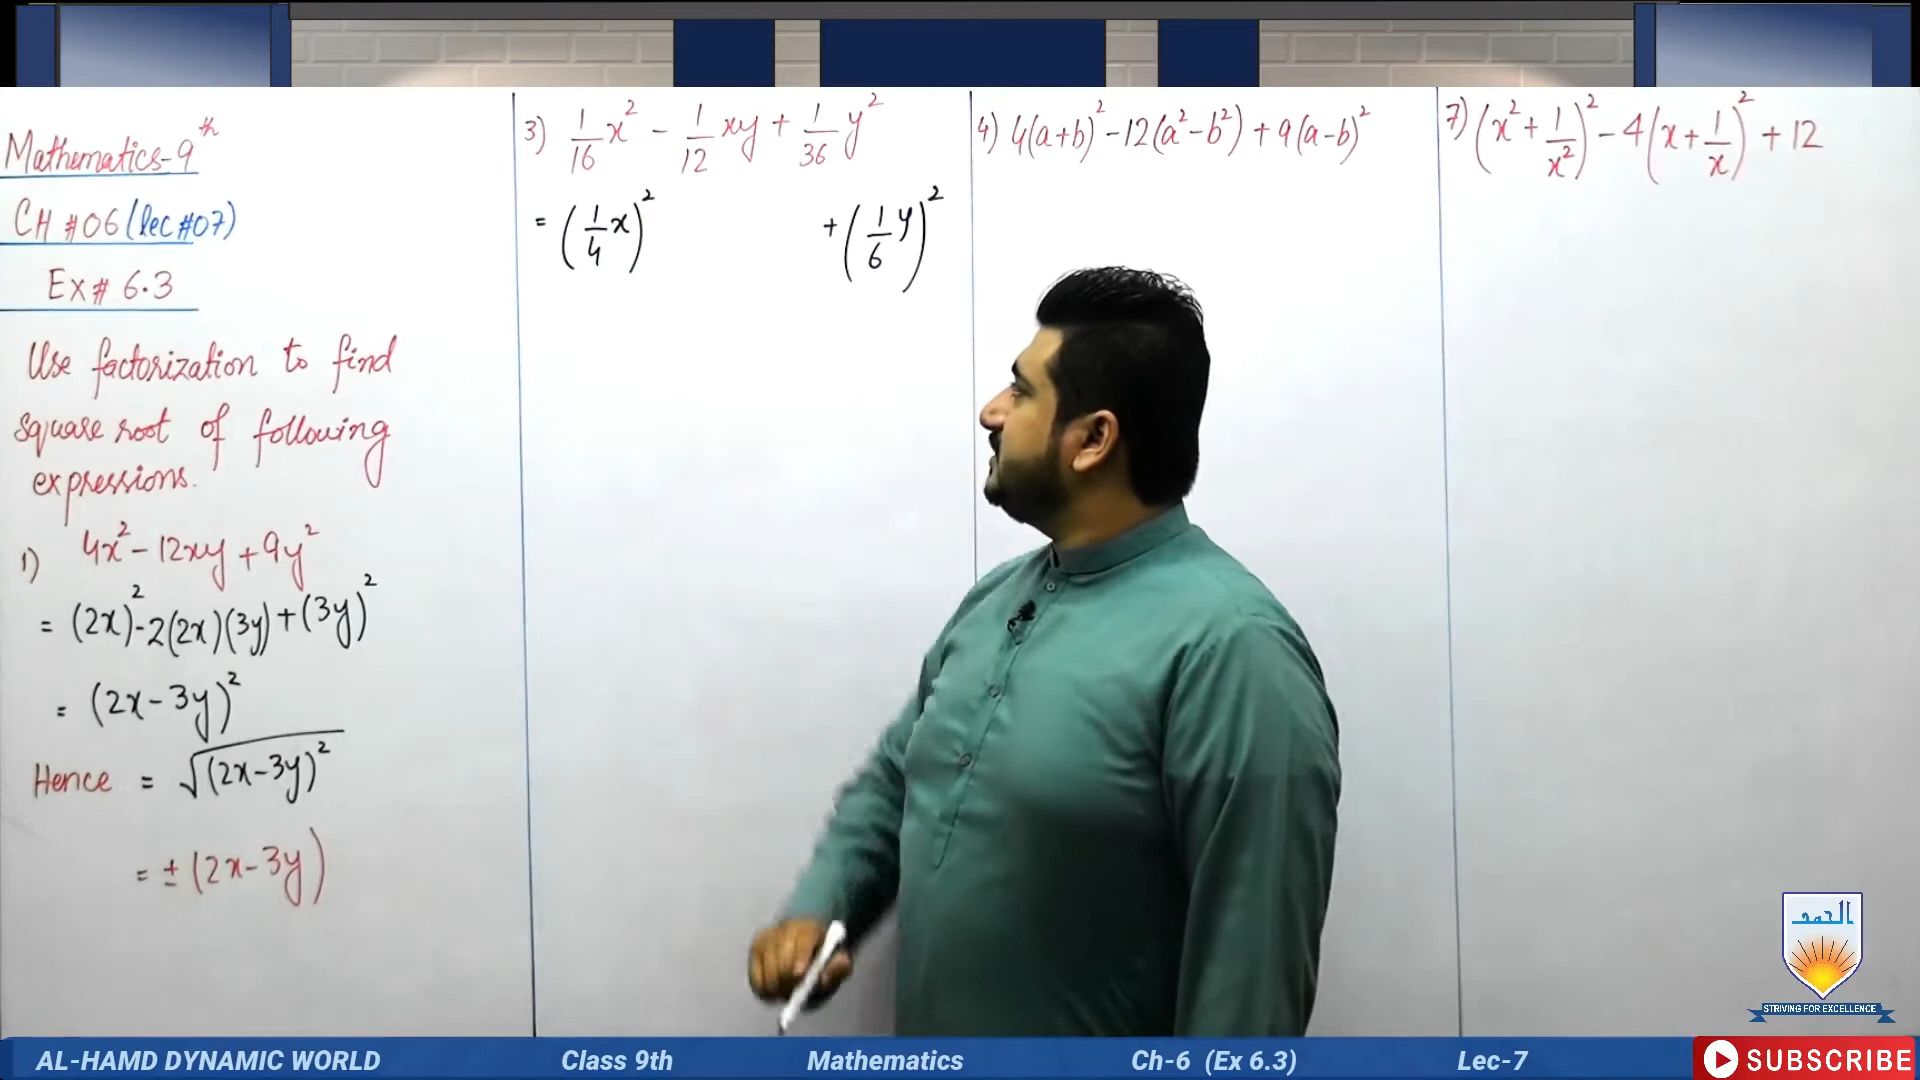 Mathematics-9th
CH #06 (lec #07)
Ex# 6.3
Use factorization to find
square root of following
expressions.
1) 4x² - 12xy + 9y²
= (2x)² - 2(2x)(3y) + (3y)²
= (2x - 3y)²
Hence = √(2x - 3y)²
= ± (2x - 3y)
3) 1/16 x² - 1/12 xy + 1/36 y²
= (1/4 x)² + (1/6 y)²
4) 4(a+b)² - 12(a² - b²) + 9(a-b)²
7) (x² + 1/x²)² - 4(x + 1/x)² + 12
الحمد
STRIVING FOR EXCELLENCE
AL-HAMD DYNAMIC WORLD Class 9th Mathematics Ch-6 (Ex 6.3) Lec-7
SUBSCRIBE